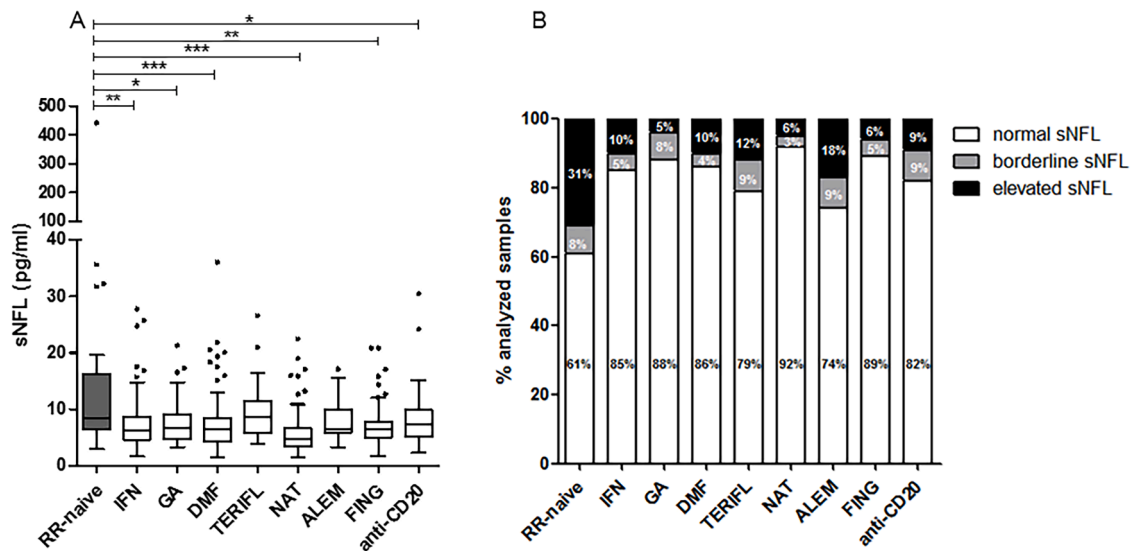 A
*
**
***
***
*
**
sNFL (pg/ml)
500
400
300
200
100
40
30
20
10
0
RR-naive IFN GA DMF TERIFL NAT ALEM FING anti-CD20
B
% analyzed samples
100
80
60
40
20
0
31% 10% 5% 10% 12% 6% 18% 6% 9%
8% 5% 8% 4% 9% 3% 9% 5% 9%
61% 85% 88% 86% 79% 92% 74% 89% 82%
RR-naive IFN GA DMF TERIFL NAT ALEM FING anti-CD20
normal sNFL
borderline sNFL
elevated sNFL